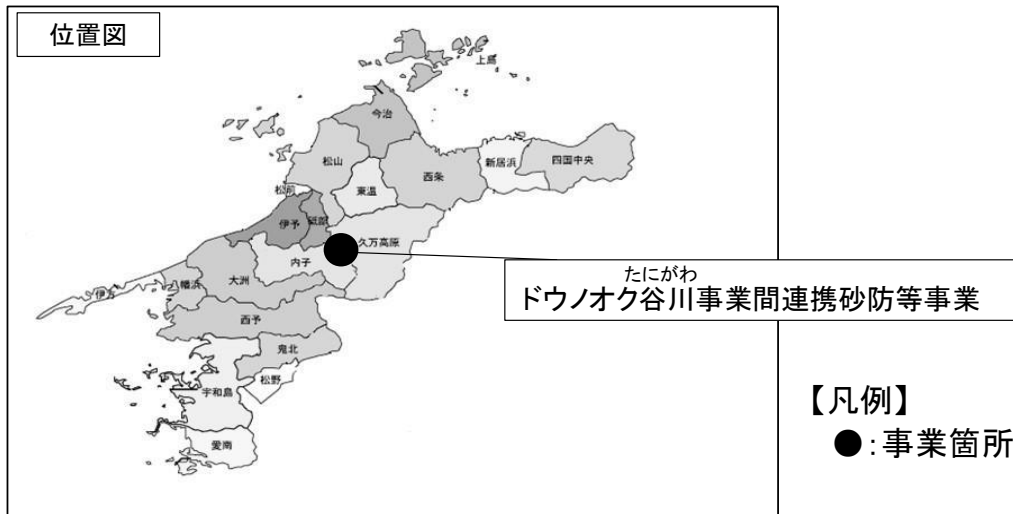 位置図
上島
今治
松山
西条
新居浜
四国中央
東温
松前
伊予
砥部
久万高原
内子
大洲
八幡浜
伊方
西予
鬼北
松野
宇和島
愛南
たにがわ
ドウノオク谷川事業間連携砂防等事業
【凡例】
●:事業箇所